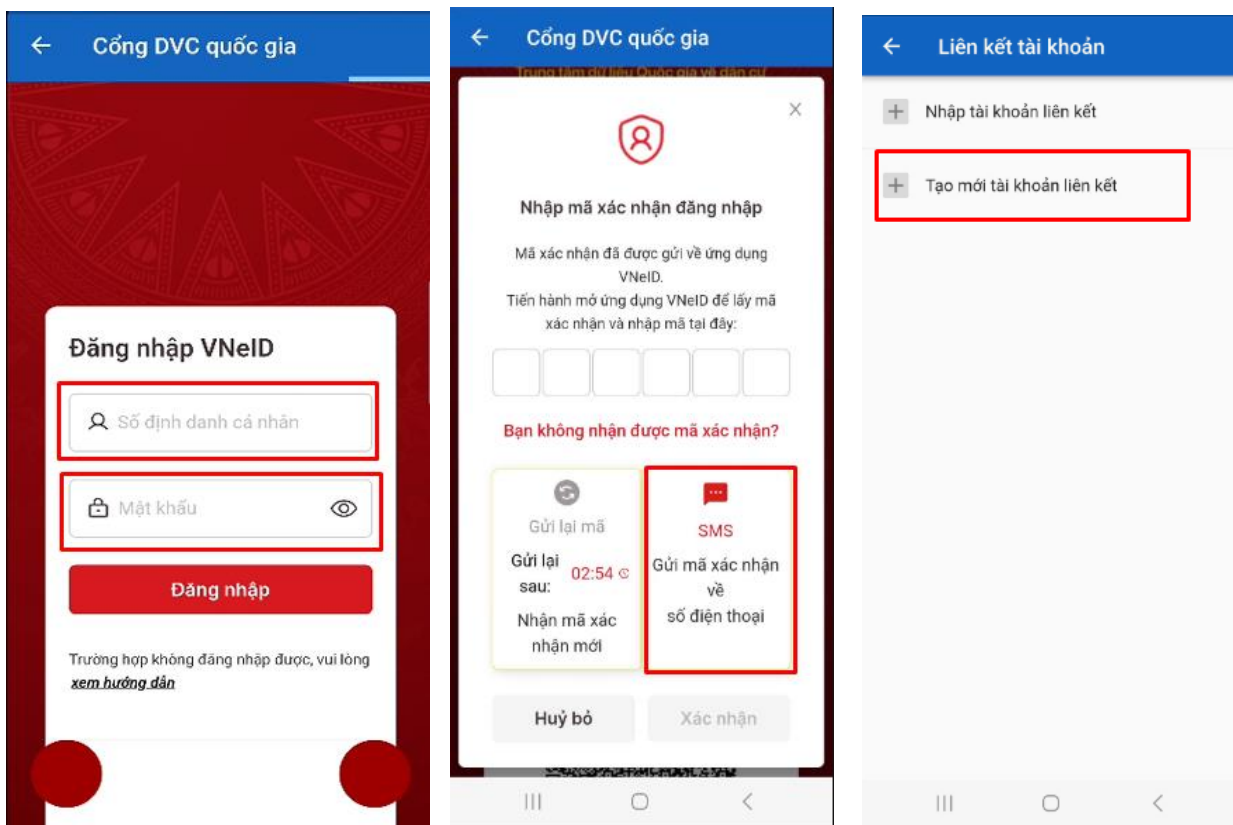 Cổng DVC quốc gia
Đăng nhập VNeID
Số định danh cá nhân
Mật khẩu
Đăng nhập
Trường hợp không đăng nhập được, vui lòng
xem hướng dẫn
Cổng DVC quốc gia
Trung tâm dữ liệu Quốc gia về dân cư
Nhập mã xác nhận đăng nhập
Mã xác nhận đã được gửi về ứng dụng
VNeID.
Tiến hành mở ứng dụng VNeID để lấy mã
xác nhận và nhập mã tại đây:
Bạn không nhận được mã xác nhận?
Gửi lại mã
Gửi lại
sau: 02:54
Nhận mã xác
nhận mới
SMS
Gửi mã xác nhận
về
số điện thoại
Huỷ bỏ
Xác nhận
Liên kết tài khoản
Nhập tài khoản liên kết
Tạo mới tài khoản liên kết